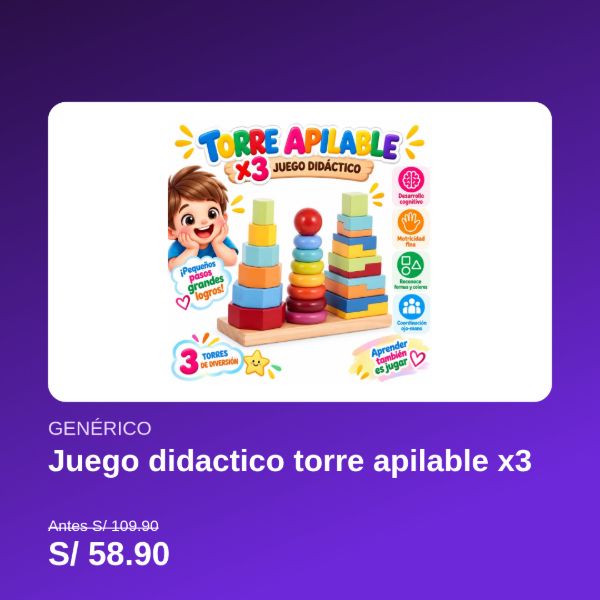 TORRE APILABLE
x3 JUEGO DIDÁCTICO
Desarrollo
cognitivo
Motricidad
fina
Reconoce
formas y colores
Coordinación
ojo-mano
¡Pequeños
pasos
grandes
logros!
3 TORRES
DE DIVERSIÓN
Aprender
también
es jugar
GENÉRICO
Juego didactico torre apilable x3
Antes S/ 109.90
S/ 58.90